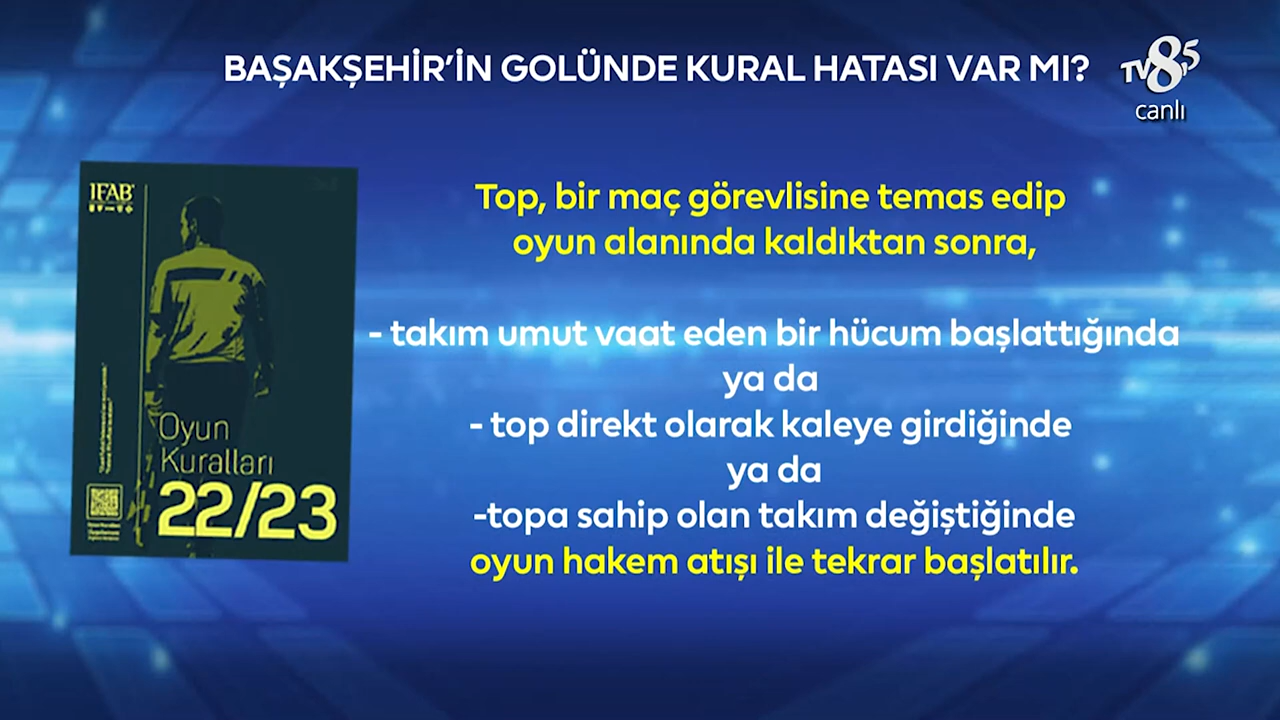 BAŞAKŞEHİR'İN GOLÜNDE KURAL HATASI VAR MI?
TV8,5
canlı
IFAB
Top, bir maç görevlisine temas edip
oyun alanında kaldıktan sonra,
- takım umut vaat eden bir hücum başlattığında
ya da
- top direkt olarak kaleye girdiğinde
ya da
-topa sahip olan takım değiştiğinde
oyun hakem atışı ile tekrar başlatılır.
Oyun
Kuralları
22/23